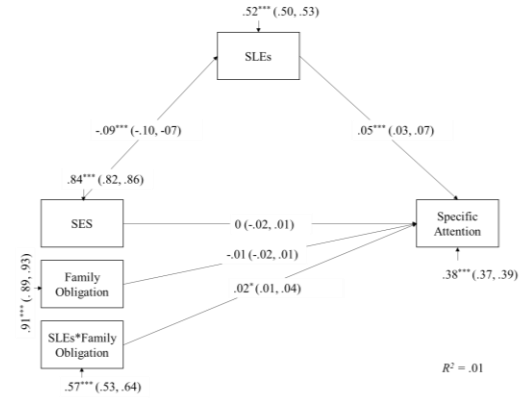 .52*** (.50, .53)
SLEs
-.09*** (-.10, -07)
.05*** (.03, .07)
.84*** (.82, .86)
SES
0 (-.02, .01)
Specific
Attention
-.01 (-.02, .01)
Family
Obligation
.02* (.01, .04)
.38*** (.37, .39)
.91*** (. 89, .93)
SLEs*Family
Obligation
R² = .01
.57*** (.53, .64)